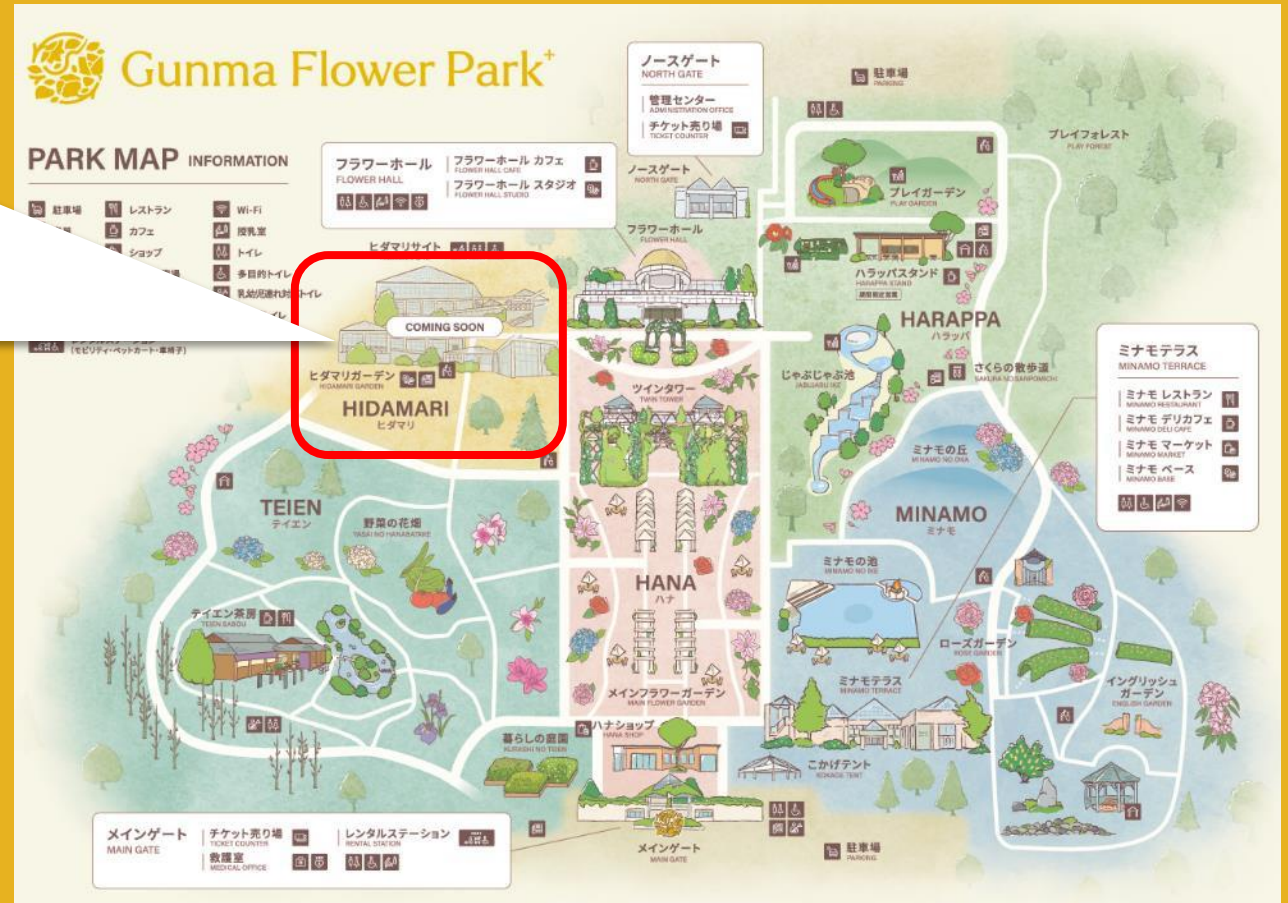 Gunma Flower Park+
PARK MAP INFORMATION
駐車場
レストラン
Wi-Fi
カフェ
授乳室
ショップ
トイレ
多目的トイレ
(モビリティ・ペットカート・車椅子)
フラワーホール
FLOWER HALL
フラワーホール カフェ
FLOWER HALL CAFE
フラワーホール スタジオ
FLOWER HALL STUDIO
ノースゲート
NORTH GATE
管理センター
ADMINISTRATION OFFICE
チケット売り場
TICKET COUNTER
駐車場
PARKING
プレイフォレスト
PLAY FOREST
ノースゲート
NORTH GATE
プレイガーデン
PLAY GARDEN
フラワーホール
FLOWER HALL
ヒダマリサイト
ハラッパスタンド
HARAPPA STAND
COMING SOON
HARAPPA
ハラッパ
ヒダマリガーデン
HIDAMARI GARDEN
HIDAMARI
ヒダマリ
ツインタワー
TWIN TOWER
じゃぶじゃぶ池
JABUJABU IKE
さくらの散歩道
SAKURA NO SANPOMICHI
ミナモテラス
MINAMO TERRACE
ミナモ レストラン
MINAMO RESTAURANT
ミナモ デリカフェ
MINAMO DELI CAFE
ミナモ マーケット
MINAMO MARKET
ミナモ ベース
MINAMO BASE
ミナモの丘
MINAMO NO OKA
TEIEN
テイエン
野菜の花畑
YASAI NO HANABATAKE
MINAMO
ミナモ
HANA
ハナ
ミナモの池
MINAMO NO IKE
テイエン茶房
TEIEN SABOU
ローズガーデン
ROSE GARDEN
イングリッシュ
ガーデン
ENGLISH GARDEN
メインフラワーガーデン
MAIN FLOWER GARDEN
ミナモテラス
MINAMO TERRACE
ハナショップ
HANA SHOP
暮らしの庭園
KURASHI NO TEIEN
こかげテント
KOKAGE TENT
メインゲート
MAIN GATE
チケット売り場
TICKET COUNTER
救護室
MEDICAL OFFICE
レンタルステーション
RENTAL STATION
メインゲート
MAIN GATE
駐車場
PARKING